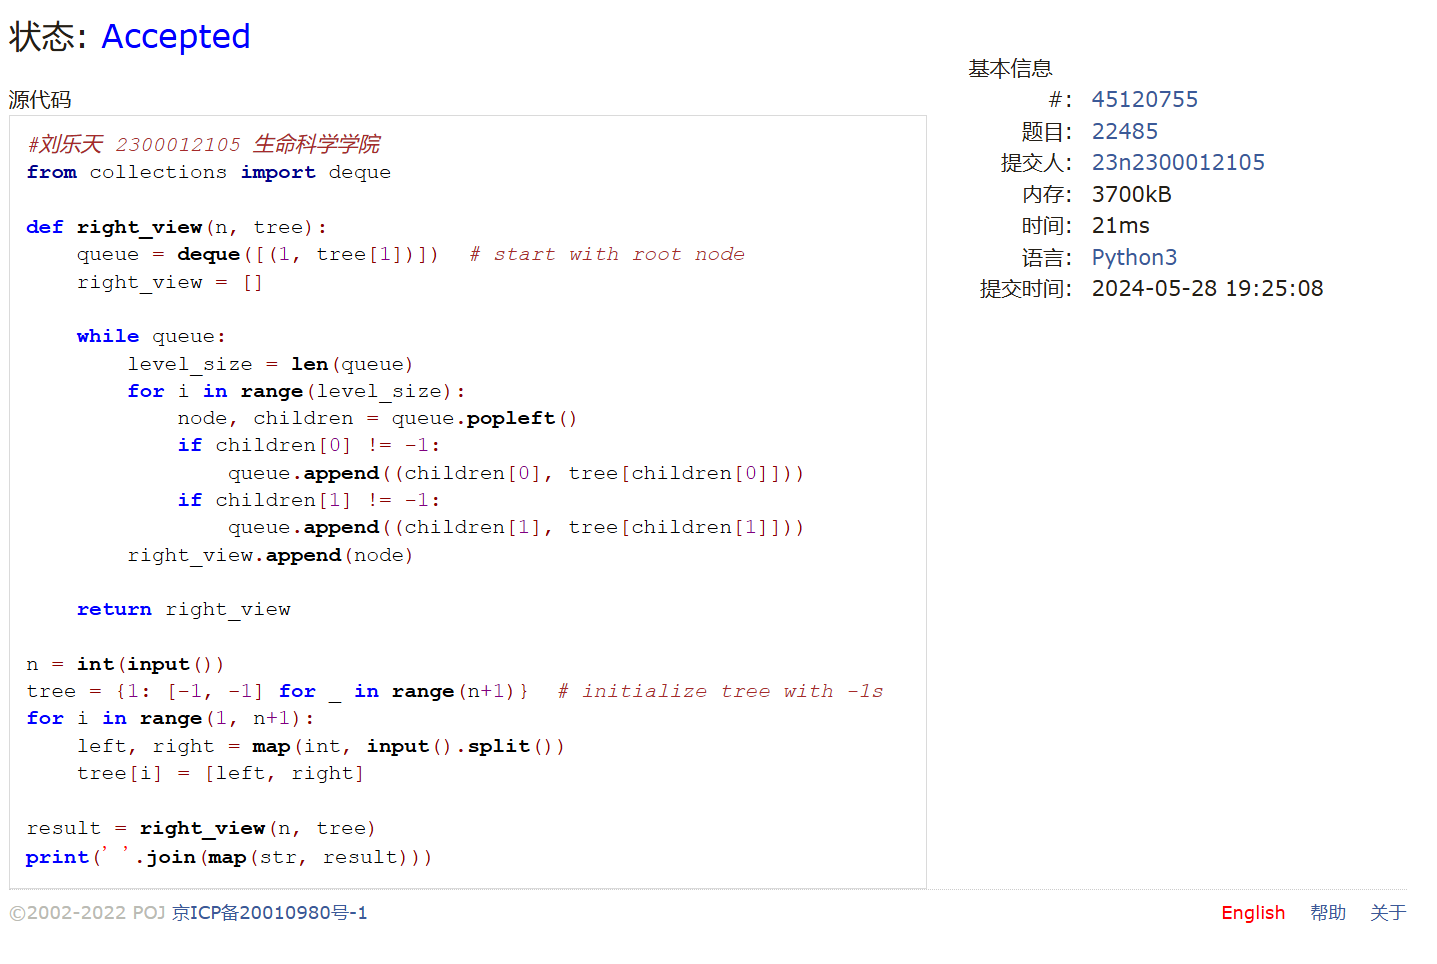 状态: Accepted
源代码
#刘乐天 2300012105 生命科学学院
from collections import deque
def right_view(n, tree):
    queue = deque([(1, tree[1])])  # start with root node
    right_view = []
    while queue:
        level_size = len(queue)
        for i in range(level_size):
            node, children = queue.popleft()
            if children[0] != -1:
                queue.append((children[0], tree[children[0]]))
            if children[1] != -1:
                queue.append((children[1], tree[children[1]]))
        right_view.append(node)
    return right_view
n = int(input())
tree = {1: [-1, -1] for _ in range(n+1)}  # initialize tree with -1s
for i in range(1, n+1):
    left, right = map(int, input().split())
    tree[i] = [left, right]
result = right_view(n, tree)
print(' '.join(map(str, result)))
基本信息
#: 45120755
题目: 22485
提交人: 23n2300012105
内存: 3700kB
时间: 21ms
语言: Python3
提交时间: 2024-05-28 19:25:08
©2002-2022 POJ 京ICP备20010980号-1
English 帮助 关于